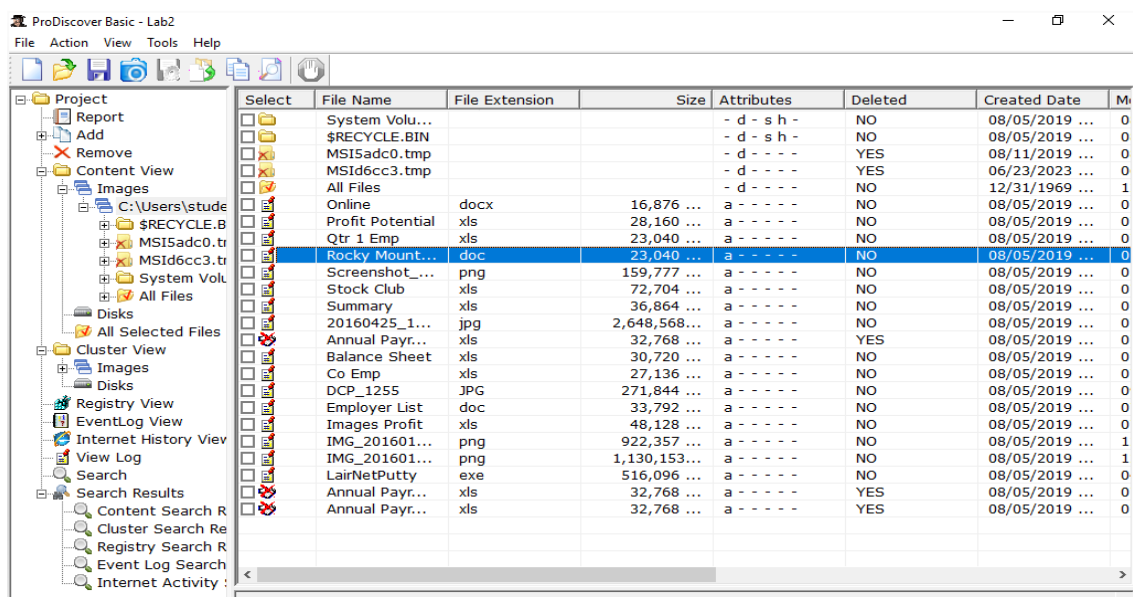 ProDiscover Basic - Lab2
File Action View Tools Help
Project
Report
Add
Remove
Content View
Images
C:\Users\stude
$RECYCLE.B
MSI5adc0.tr
MSId6cc3.tr
System Volu
All Files
Disks
All Selected Files
Cluster View
Images
Disks
Registry View
EventLog View
Internet History View
View Log
Search
Search Results
Content Search R
Cluster Search Re
Registry Search R
Event Log Search
Internet Activity
Select File Name File Extension Size Attributes Deleted Created Date
System Volu... - d - s h - NO 08/05/2019 ...
$RECYCLE.BIN - d - s h - NO 08/05/2019 ...
MSI5adc0.tmp - d - - - - YES 08/11/2019 ...
MSId6cc3.tmp - d - - - - YES 06/23/2023 ...
All Files - d - - - - NO 12/31/1969 ...
Online docx 16,876 ... a - - - - - NO 08/05/2019 ...
Profit Potential xls 28,160 ... a - - - - - NO 08/05/2019 ...
Qtr 1 Emp xls 23,040 ... a - - - - - NO 08/05/2019 ...
Rocky Mount... doc 23,040 ... a - - - - - NO 08/05/2019 ...
Screenshot_... png 159,777 ... a - - - - - NO 08/05/2019 ...
Stock Club xls 72,704 ... a - - - - - NO 08/05/2019 ...
Summary xls 36,864 ... a - - - - - NO 08/05/2019 ...
20160425_1... jpg 2,648,568... a - - - - - NO 08/05/2019 ...
Annual Payr... xls 32,768 ... a - - - - - YES 08/05/2019 ...
Balance Sheet xls 30,720 ... a - - - - - NO 08/05/2019 ...
Co Emp xls 27,136 ... a - - - - - NO 08/05/2019 ...
DCP_1255 JPG 271,844 ... a - - - - - NO 08/05/2019 ...
Employer List doc 33,792 ... a - - - - - NO 08/05/2019 ...
Images Profit xls 48,128 ... a - - - - - NO 08/05/2019 ...
IMG_201601... png 922,357 ... a - - - - - NO 08/05/2019 ...
IMG_201601... png 1,130,153... a - - - - - NO 08/05/2019 ...
LairNetPutty exe 516,096 ... a - - - - - NO 08/05/2019 ...
Annual Payr... xls 32,768 ... a - - - - - YES 08/05/2019 ...
Annual Payr... xls 32,768 ... a - - - - - YES 08/05/2019 ...